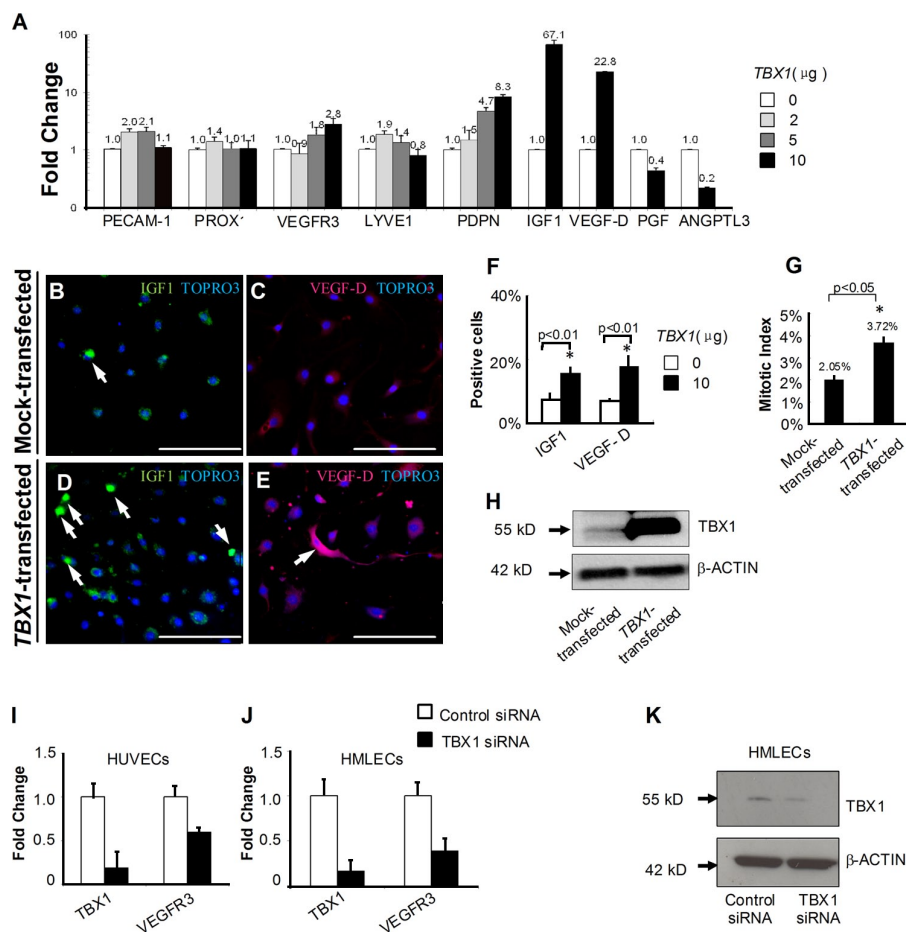 A
Fold Change
100
10
1
0
1.0 2.0 2.1 1.1
1.0 1.4 1.0 1.1
1.0 0.9 1.8 2.8
1.0 1.9 1.4 0.8
1.0 1.5 4.7 8.3
1.0 67.1
1.0 22.8
1.0 0.4
1.0 0.2
PECAM-1 PROX VEGFR3 LYVE1 PDPN IGF1 VEGF-D PGF ANGPTL3
TBX1(μg)
0
2
5
10
Mock-transfected
TBX1-transfected
B IGF1 TOPRO3
C VEGF-D TOPRO3
D IGF1 TOPRO3
E VEGF-D TOPRO3
F
Positive cells
40%
20%
0%
p<0.01 p<0.01
* *
IGF1 VEGF-D
TBX1(μg)
0
10
G
Mitotic Index
5%
4%
4%
3%
2%
2%
1%
0%
p<0.05
*
2.05% 3.72%
Mock-transfected
TBX1-transfected
H
55 kD TBX1
42 kD β-ACTIN
Mock-transfected
TBX1-transfected
I
HUVECs
Fold Change
1.5
1.0
0.5
0
TBX1 VEGFR3
J
HMLECs
Fold Change
1.5
1.0
0.5
0
TBX1 VEGFR3
Control siRNA
TBX1 siRNA
K
HMLECs
55 kD TBX1
42 kD β-ACTIN
Control siRNA
TBX1 siRNA